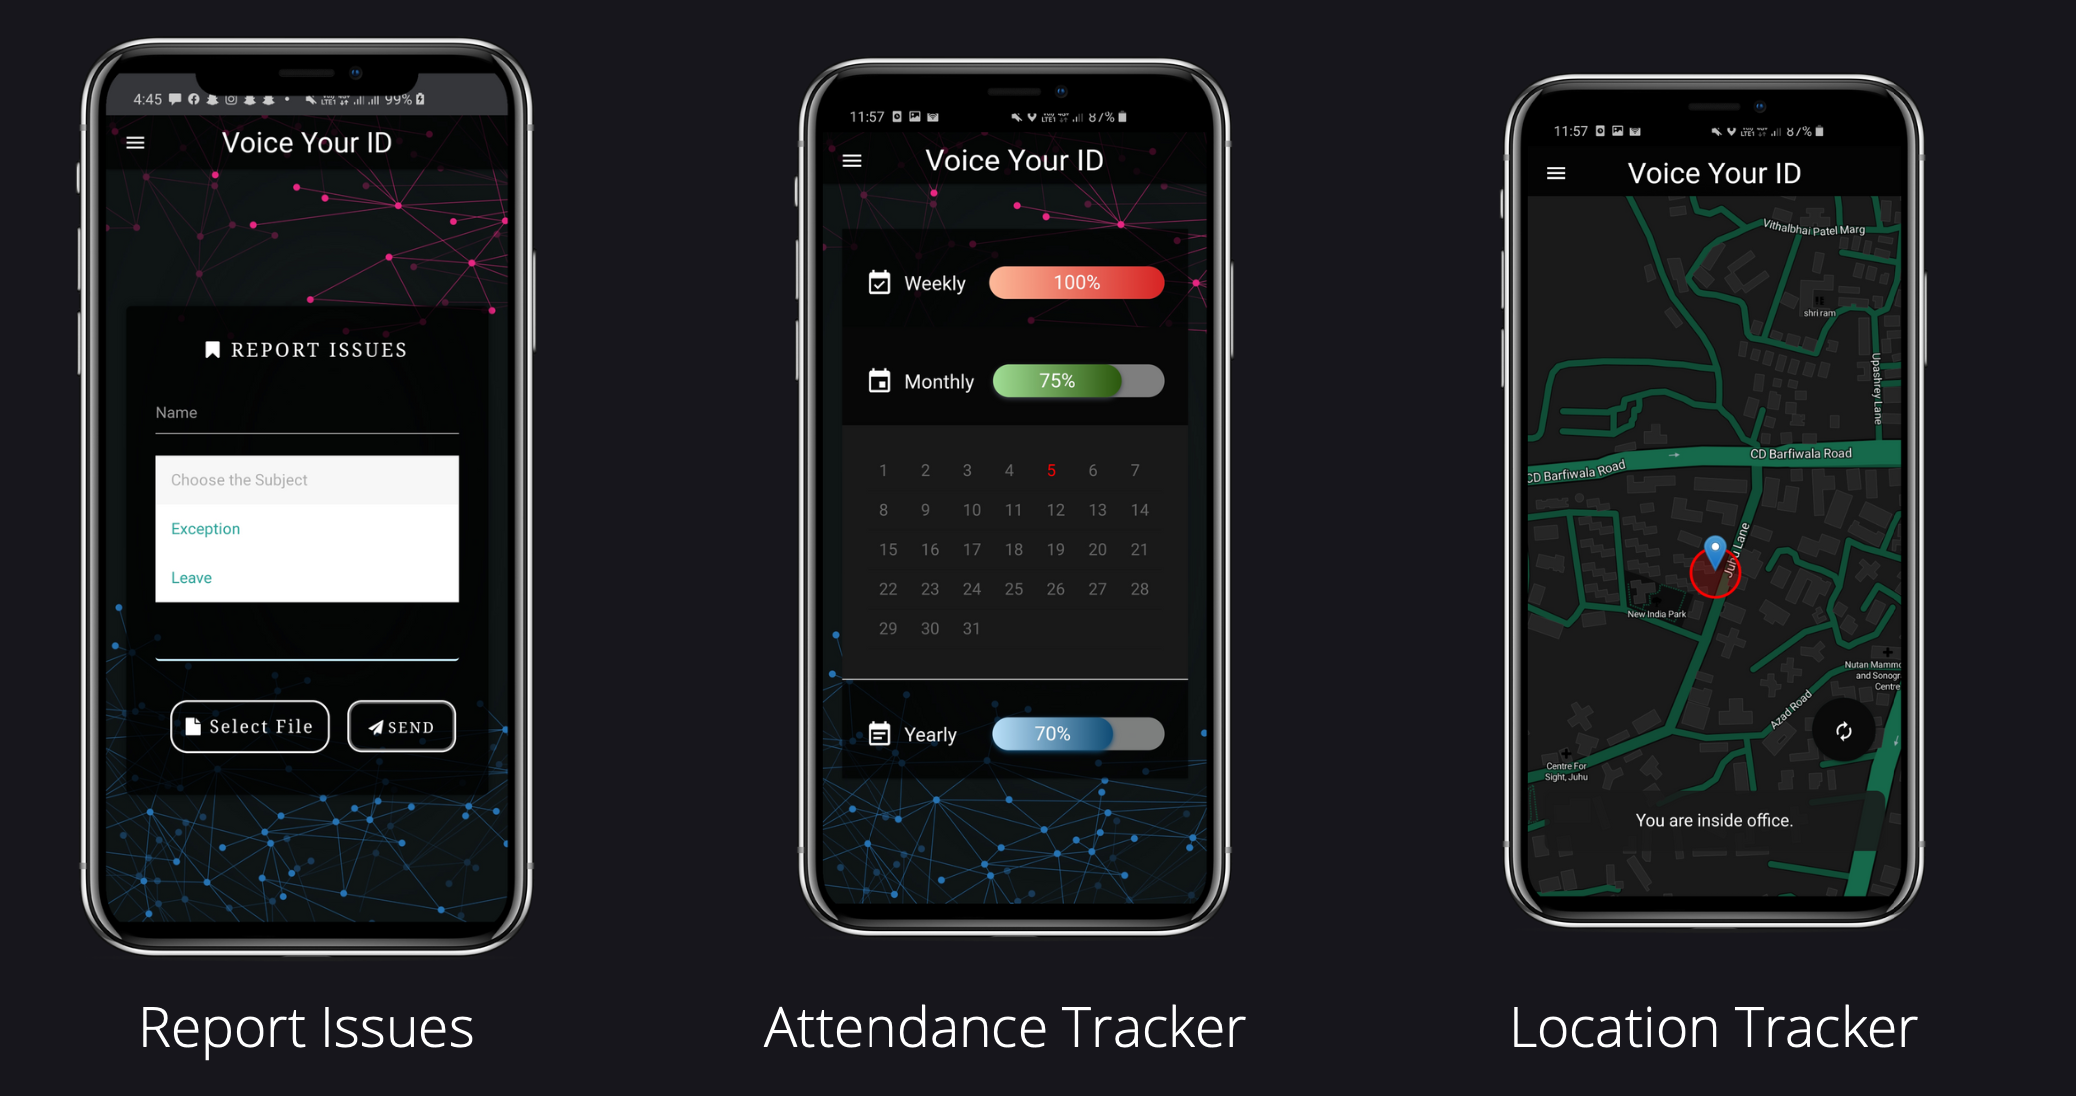 4:45
99%
Voice Your ID
REPORT ISSUES
Name
Choose the Subject
Exception
Leave
Select File
SEND
Report Issues
11:57
87%
Voice Your ID
Weekly 100%
Monthly 75%
1 2 3 4 5 6 7
8 9 10 11 12 13 14
15 16 17 18 19 20 21
22 23 24 25 26 27 28
29 30 31
Yearly 70%
Attendance Tracker
11:57
87%
Voice Your ID
Vithalbhai Patel Marg
shri ram
Upashrey Lane
CD Barfiwala Road
CD Barfiwala Road
Juhu Lane
New India Park
Nutan Mammo
and Sonogr
Centre
Azad Road
Centre For
Sight, Juhu
You are inside office.
Location Tracker